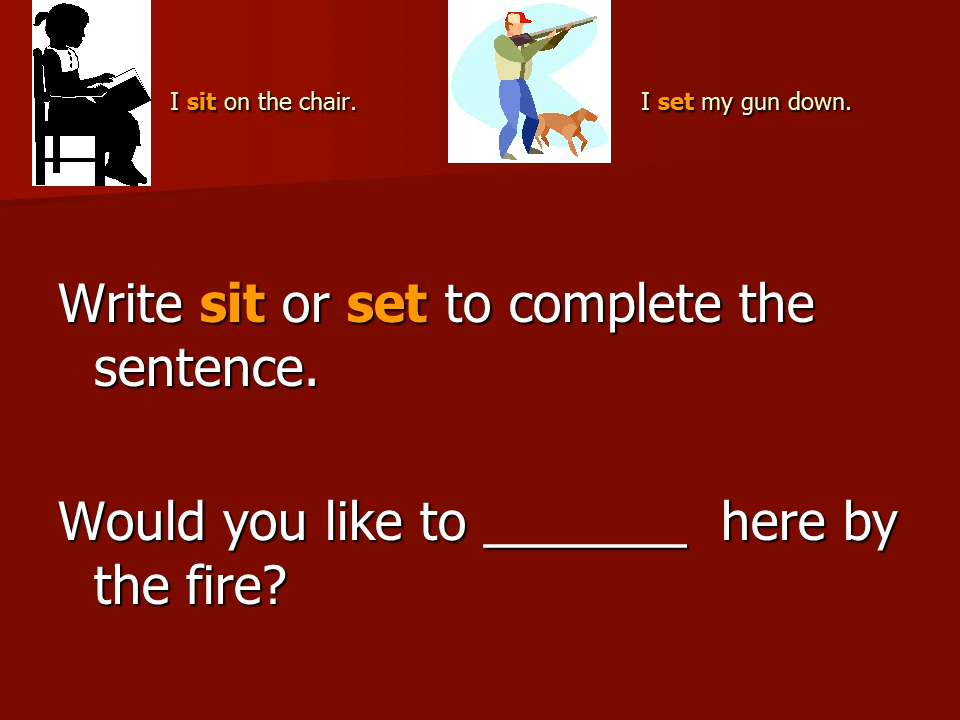 I sit on the chair.
I set my gun down.
Write sit or set to complete the
sentence.
Would you like to _______ here by
the fire?